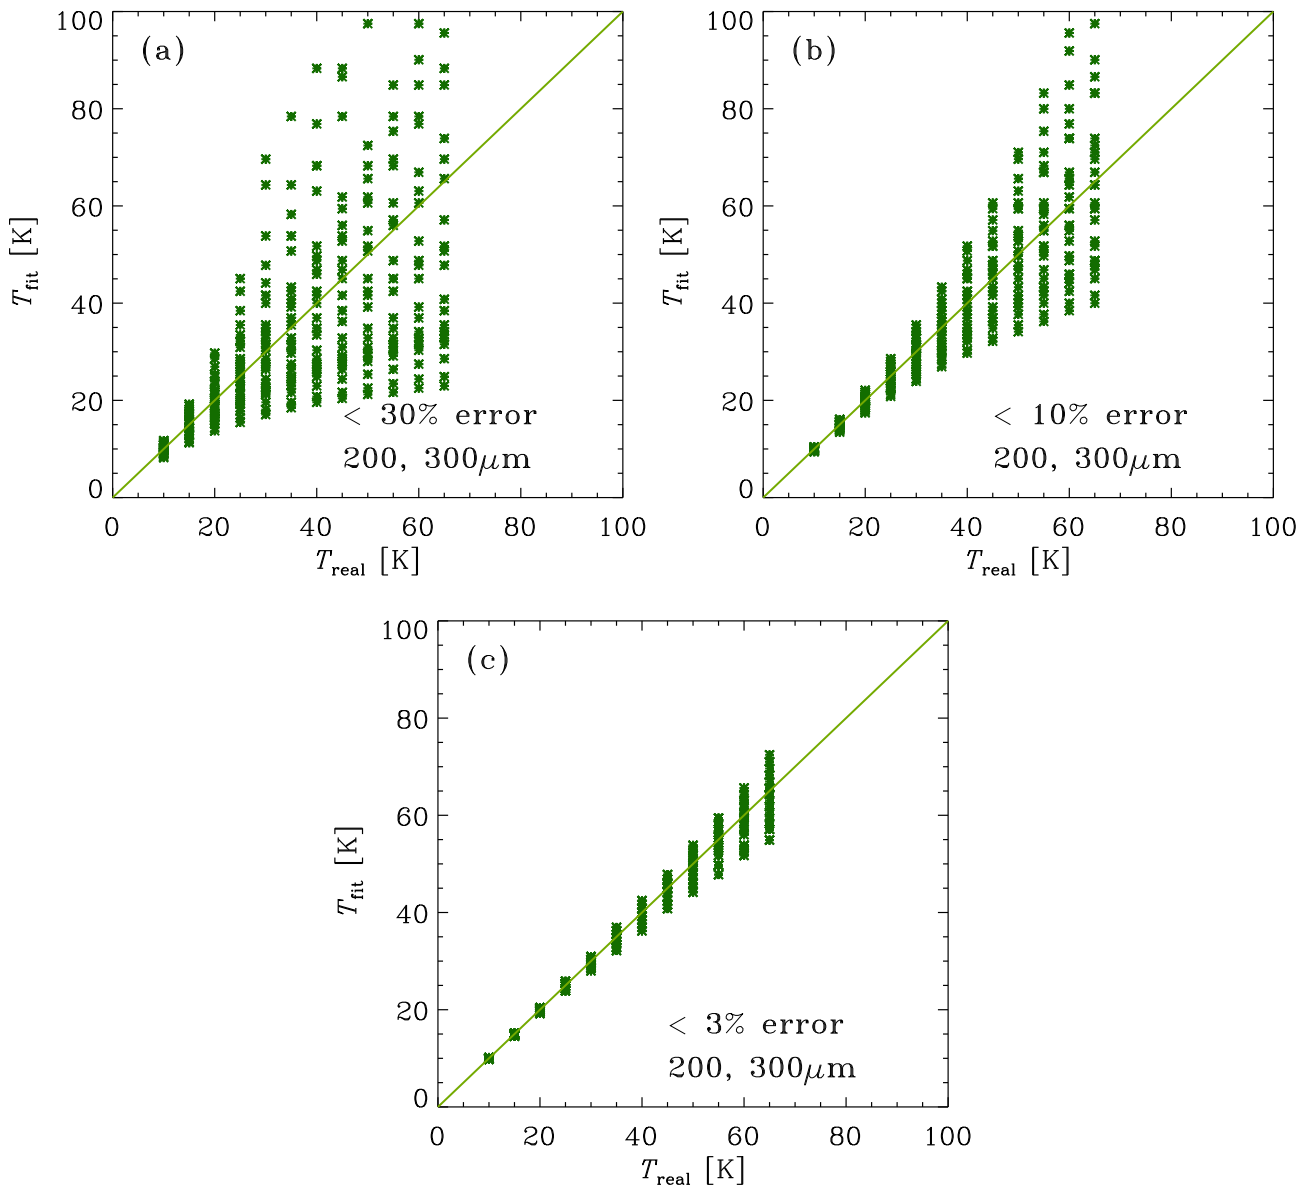 100
(a)
80
60
40
20
0
T_fit [K]
< 30% error
200, 300μm
0 20 40 60 80 100
T_real [K]
100
(b)
80
60
40
20
0
T_fit [K]
< 10% error
200, 300μm
0 20 40 60 80 100
T_real [K]
100
(c)
80
60
40
20
0
T_fit [K]
< 3% error
200, 300μm
0 20 40 60 80 100
T_real [K]